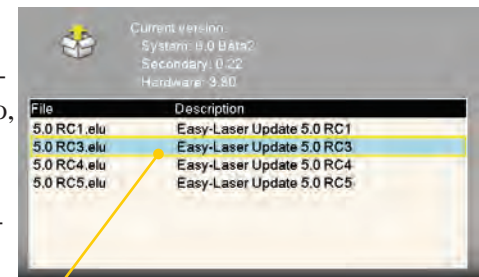 Current version:
System: 6.0 Bäta2
Secondary: 0.22
Hardware: 3.80
File Description
5.0 RC1.elu Easy-Laser Update 5.0 RC1
5.0 RC3.elu Easy-Laser Update 5.0 RC3
5.0 RC4.elu Easy-Laser Update 5.0 RC4
5.0 RC5.elu Easy-Laser Update 5.0 RC5